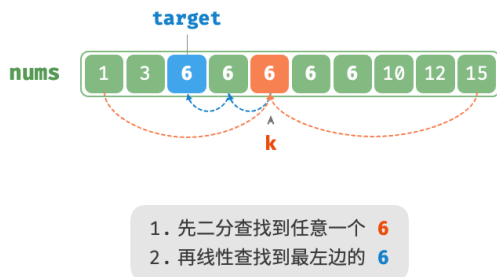 target
nums 1 3 6 6 6 6 6 10 12 15
k
1. 先二分查找到任意一个 6
2. 再线性查找到最左边的 6